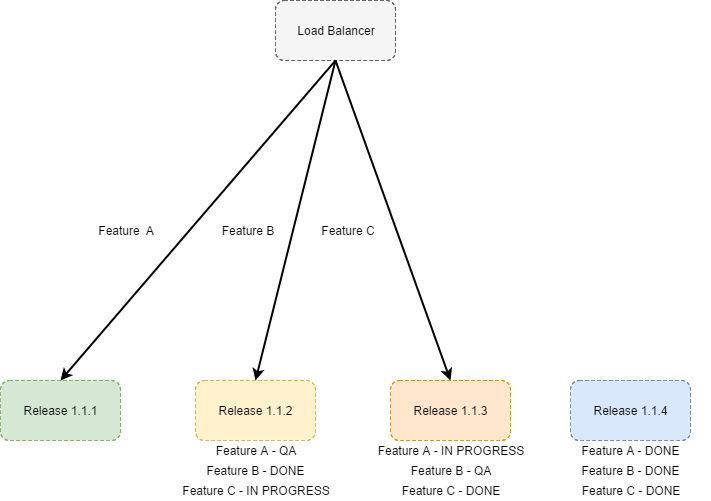 Load Balancer
Feature  A
Feature B
Feature C
Release 1.1.1
Release 1.1.2
Release 1.1.3
Release 1.1.4
Feature A - QA
Feature B - DONE
Feature C - IN PROGRESS
Feature A - IN PROGRESS
Feature B - QA
Feature C - DONE
Feature A - DONE
Feature B - DONE
Feature C - DONE